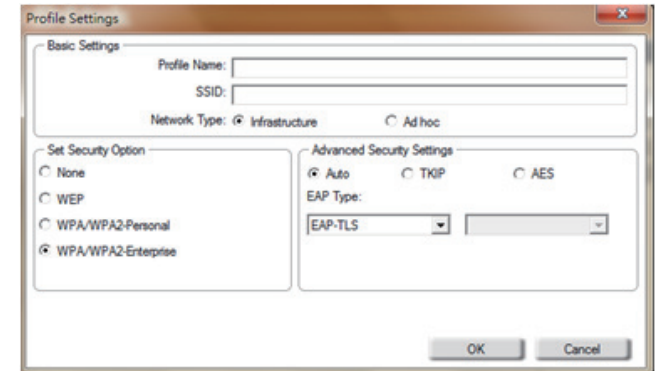 Profile Settings
Basic Settings
Profile Name:
SSID:
Network Type: Infrastructure Ad hoc
Set Security Option
None
WEP
WPA/WPA2-Personal
WPA/WPA2-Enterprise
Advanced Security Settings
Auto TKIP AES
EAP Type:
EAP-TLS
OK Cancel